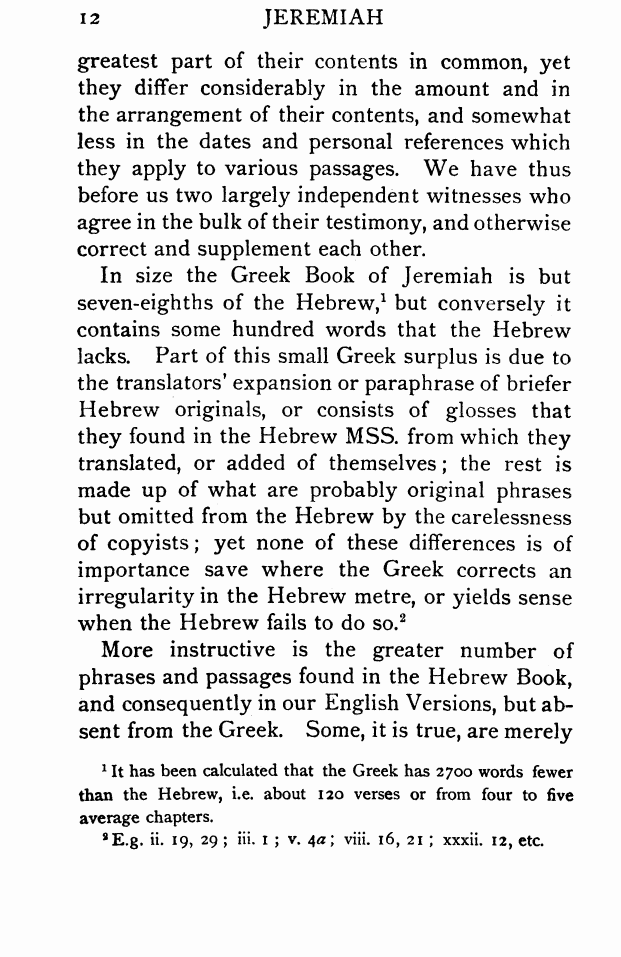 12 JEREMIAH
greatest part of their contents in common, yet
they differ considerably in the amount and in
the arrangement of their contents, and somewhat
less in the dates and personal references which
they apply to various passages. We have thus
before us two largely independent witnesses who
agree in the bulk of their testimony, and otherwise
correct and supplement each other.
In size the Greek Book of Jeremiah is but
seven-eighths of the Hebrew,¹ but conversely it
contains some hundred words that the Hebrew
lacks. Part of this small Greek surplus is due to
the translators' expansion or paraphrase of briefer
Hebrew originals, or consists of glosses that
they found in the Hebrew MSS. from which they
translated, or added of themselves; the rest is
made up of what are probably original phrases
but omitted from the Hebrew by the carelessness
of copyists; yet none of these differences is of
importance save where the Greek corrects an
irregularity in the Hebrew metre, or yields sense
when the Hebrew fails to do so.²
More instructive is the greater number of
phrases and passages found in the Hebrew Book,
and consequently in our English Versions, but ab-
sent from the Greek. Some, it is true, are merely
¹ It has been calculated that the Greek has 2700 words fewer
than the Hebrew, i.e. about 120 verses or from four to five
average chapters.
² E.g. ii. 19, 29; iii. 1; v. 4a; viii. 16, 21; xxxii. 12, etc.